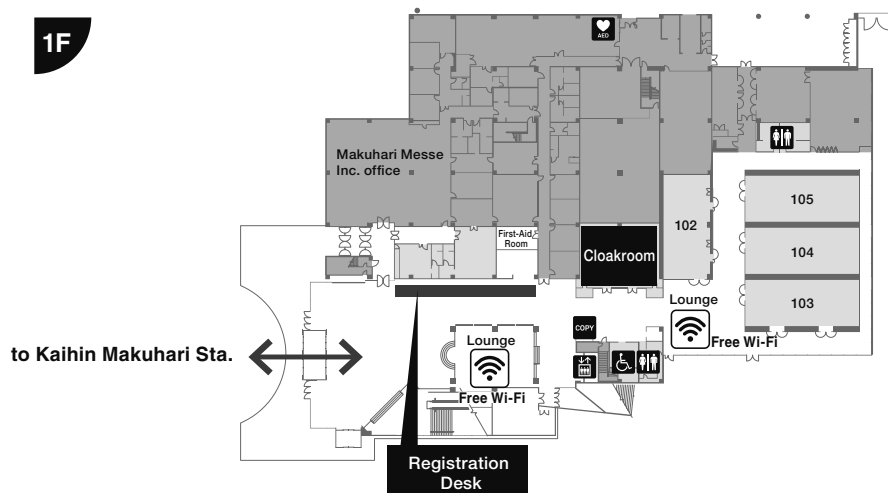 1F
AED
Makuhari Messe
Inc. office
First-Aid
Room
Cloakroom
102
105
104
103
Lounge
Free Wi-Fi
COPY
to Kaihin Makuhari Sta.
Lounge
Free Wi-Fi
Registration
Desk